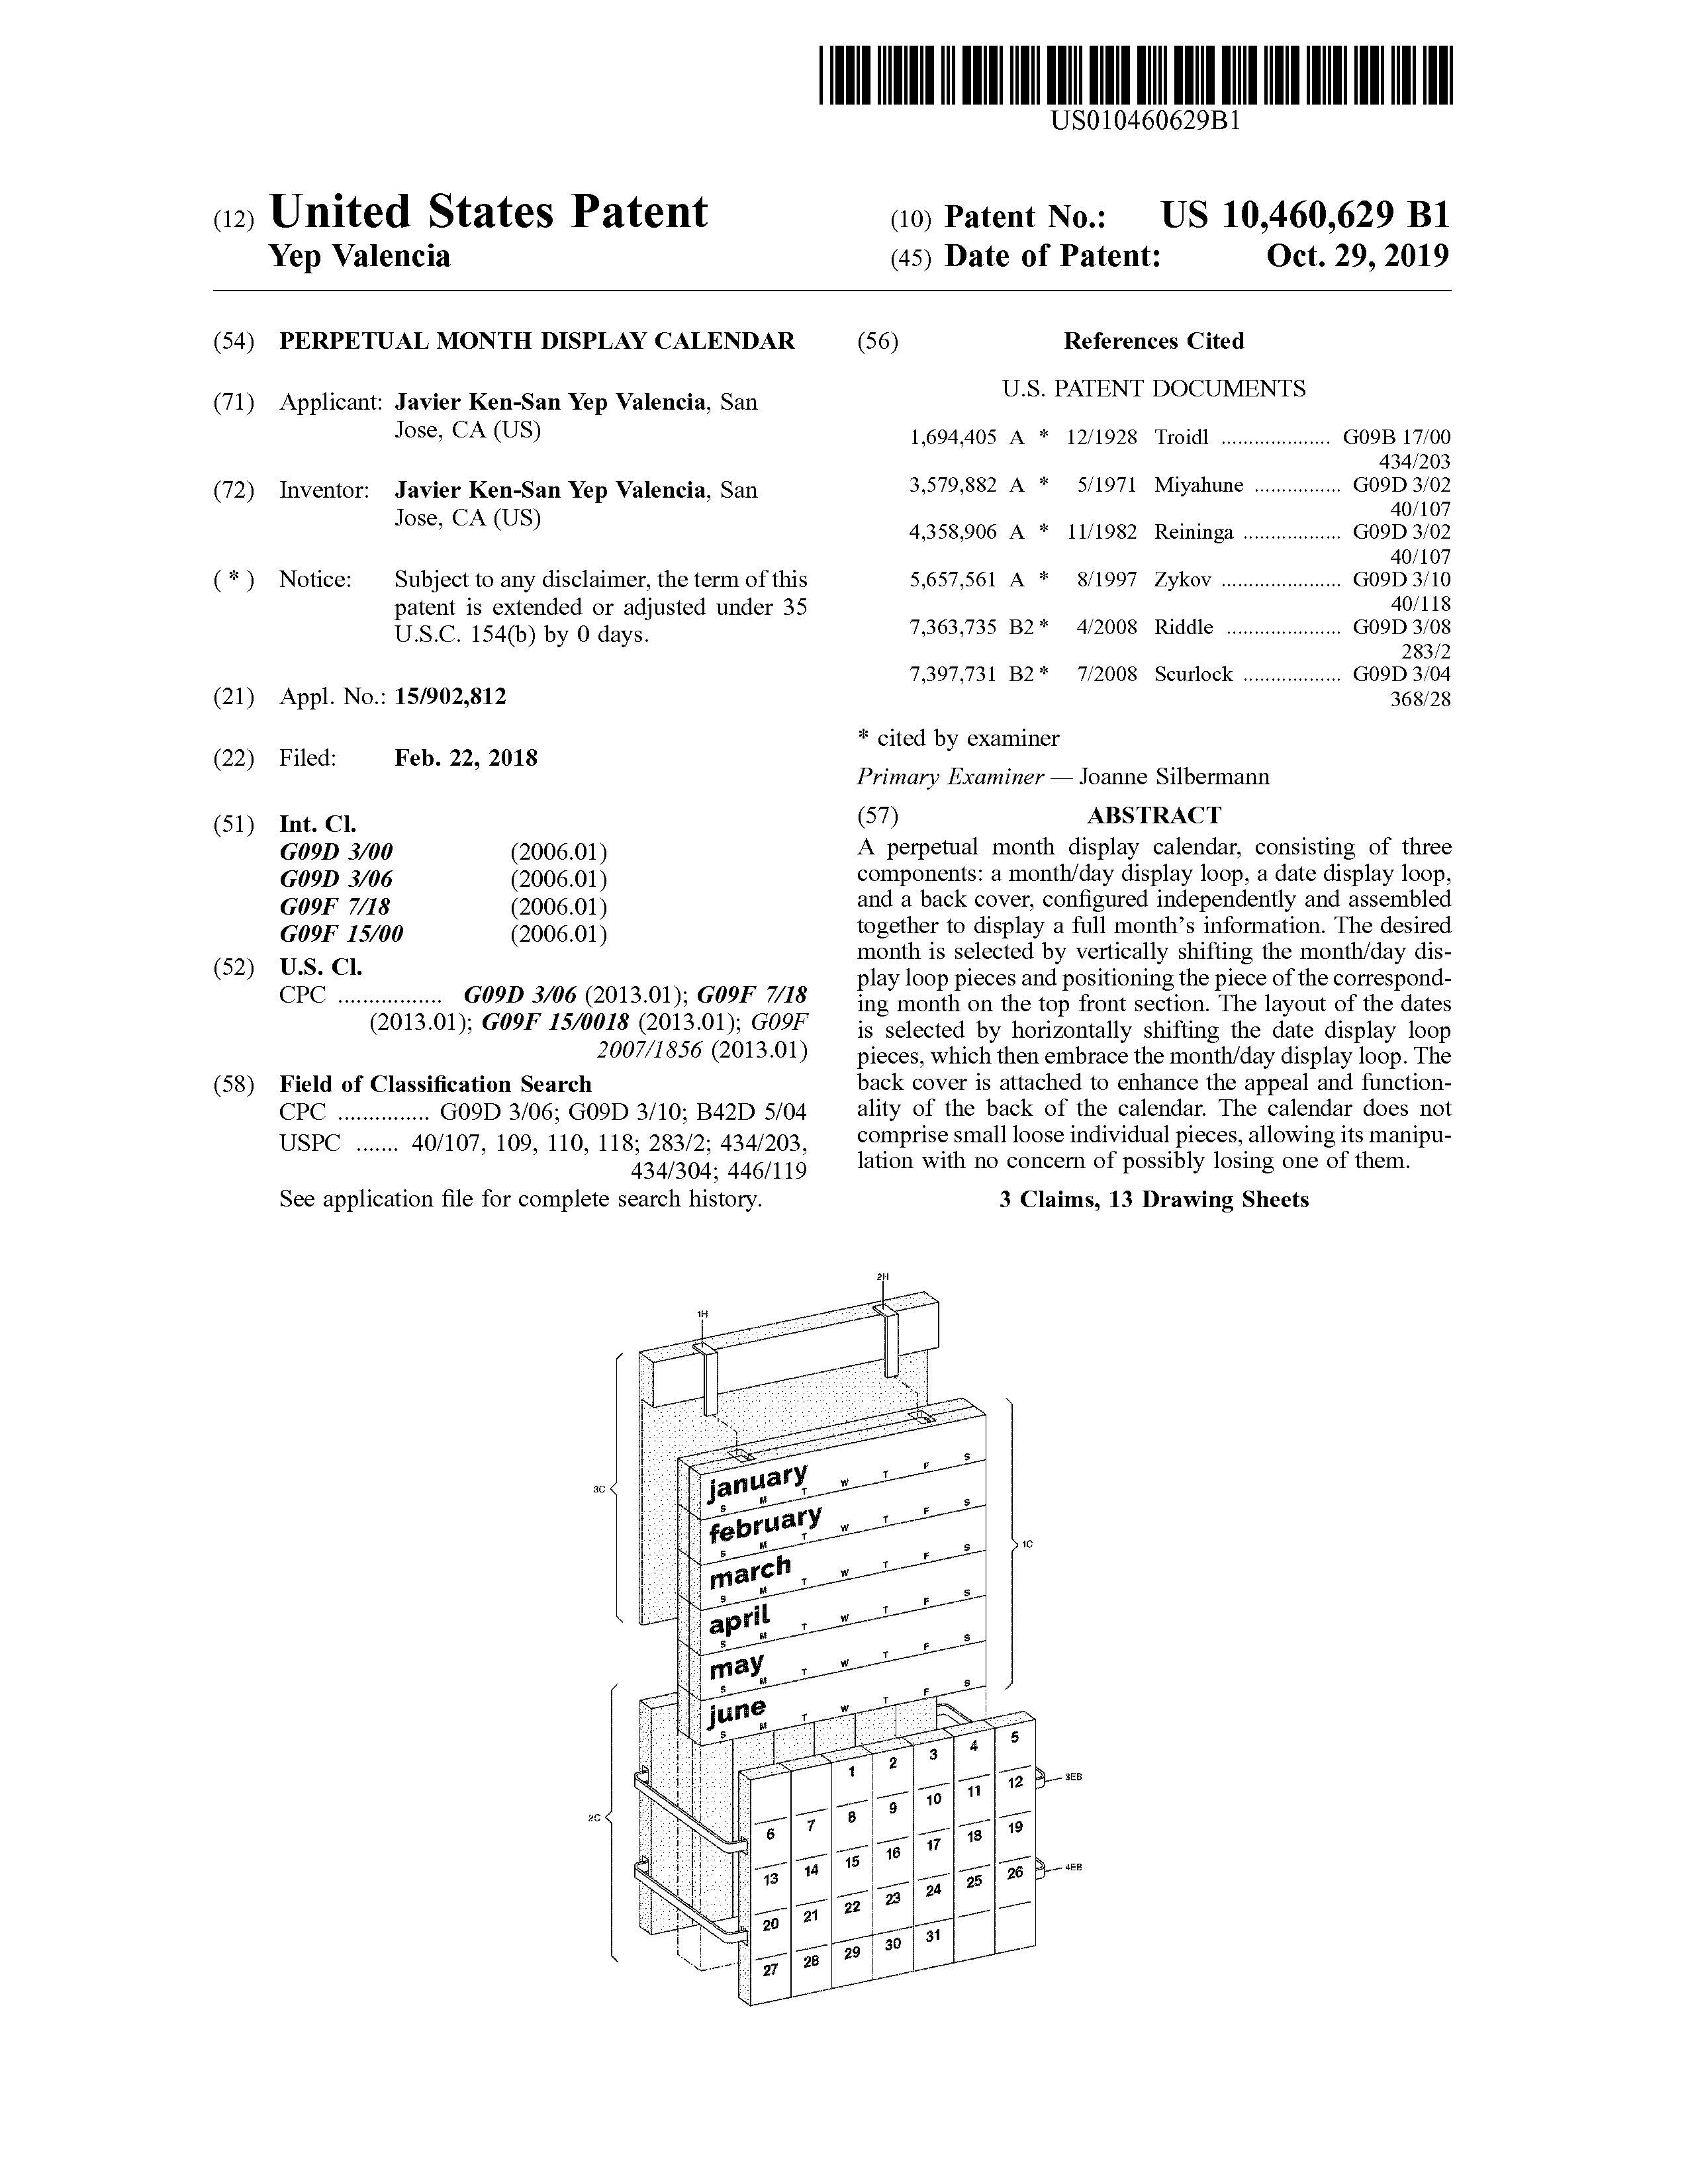 US010460629B1
(12) United States Patent
Yep Valencia
(10) Patent No.: US 10,460,629 B1
(45) Date of Patent: Oct. 29, 2019
(54) PERPETUAL MONTH DISPLAY CALENDAR
(71) Applicant: Javier Ken-San Yep Valencia, San
Jose, CA (US)
(72) Inventor: Javier Ken-San Yep Valencia, San
Jose, CA (US)
( * ) Notice: Subject to any disclaimer, the term of this
patent is extended or adjusted under 35
U.S.C. 154(b) by 0 days.
(21) Appl. No.: 15/902,812
(22) Filed: Feb. 22, 2018
(51) Int. Cl.
G09D 3/00 (2006.01)
G09D 3/06 (2006.01)
G09F 7/18 (2006.01)
G09F 15/00 (2006.01)
(52) U.S. Cl.
CPC ................. G09D 3/06 (2013.01); G09F 7/18
(2013.01); G09F 15/0018 (2013.01); G09F
2007/1856 (2013.01)
(58) Field of Classification Search
CPC ............... G09D 3/06; G09D 3/10; B42D 5/04
USPC ....... 40/107, 109, 110, 118; 283/2; 434/203,
434/304; 446/119
See application file for complete search history.
(56) References Cited
U.S. PATENT DOCUMENTS
1,694,405 A * 12/1928 Troidl .................... G09B 17/00
434/203
3,579,882 A * 5/1971 Miyahune ................ G09D 3/02
40/107
4,358,906 A * 11/1982 Reininga .................. G09D 3/02
40/107
5,657,561 A * 8/1997 Zykov ...................... G09D 3/10
40/118
7,363,735 B2 * 4/2008 Riddle ..................... G09D 3/08
283/2
7,397,731 B2 * 7/2008 Scurlock .................. G09D 3/04
368/28
* cited by examiner
Primary Examiner — Joanne Silbermann
(57) ABSTRACT
A perpetual month display calendar, consisting of three
components: a month/day display loop, a date display loop,
and a back cover, configured independently and assembled
together to display a full month's information. The desired
month is selected by vertically shifting the month/day dis-
play loop pieces and positioning the piece of the correspond-
ing month on the top front section. The layout of the dates
is selected by horizontally shifting the date display loop
pieces, which then embrace the month/day display loop. The
back cover is attached to enhance the appeal and function-
ality of the back of the calendar. The calendar does not
comprise small loose individual pieces, allowing its manipu-
lation with no concern of possibly losing one of them.
3 Claims, 13 Drawing Sheets
2H
1H
3C
1C
january
S M T W T F S
february
S M T W T F S
march
S M T W T F S
april
S M T W T F S
may
S M T W T F S
june
S M T W T F S
2C
3EB
4EB
1 2 3 4 5
6 7 8 9 10 11 12
13 14 15 16 17 18 19
20 21 22 23 24 25 26
27 28 29 30 31